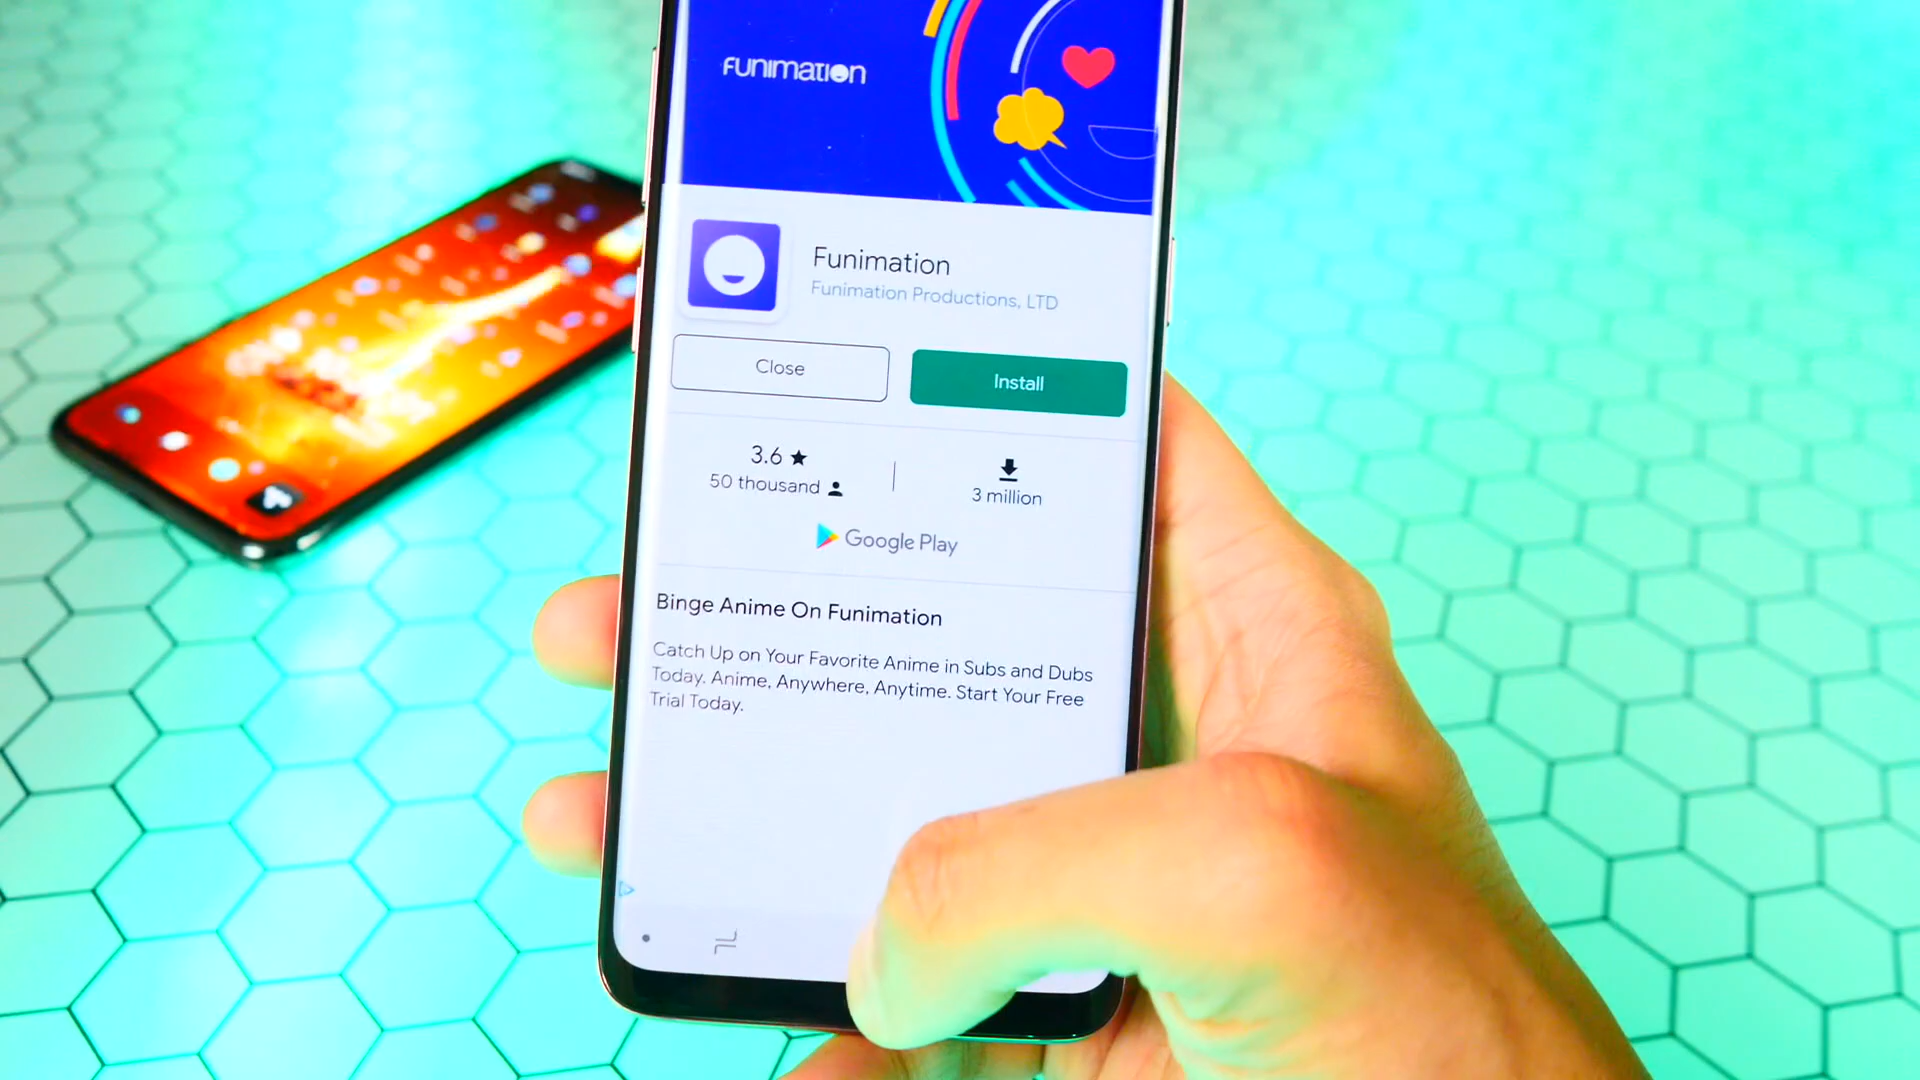 Funimation
Funimation
Funimation Productions, LTD
Close
Install
3.6
50 thousand
3 million
Google Play
Binge Anime On Funimation
Catch Up on Your Favorite Anime in Subs and Dubs
Today. Anime, Anywhere, Anytime. Start Your Free
Trial Today.